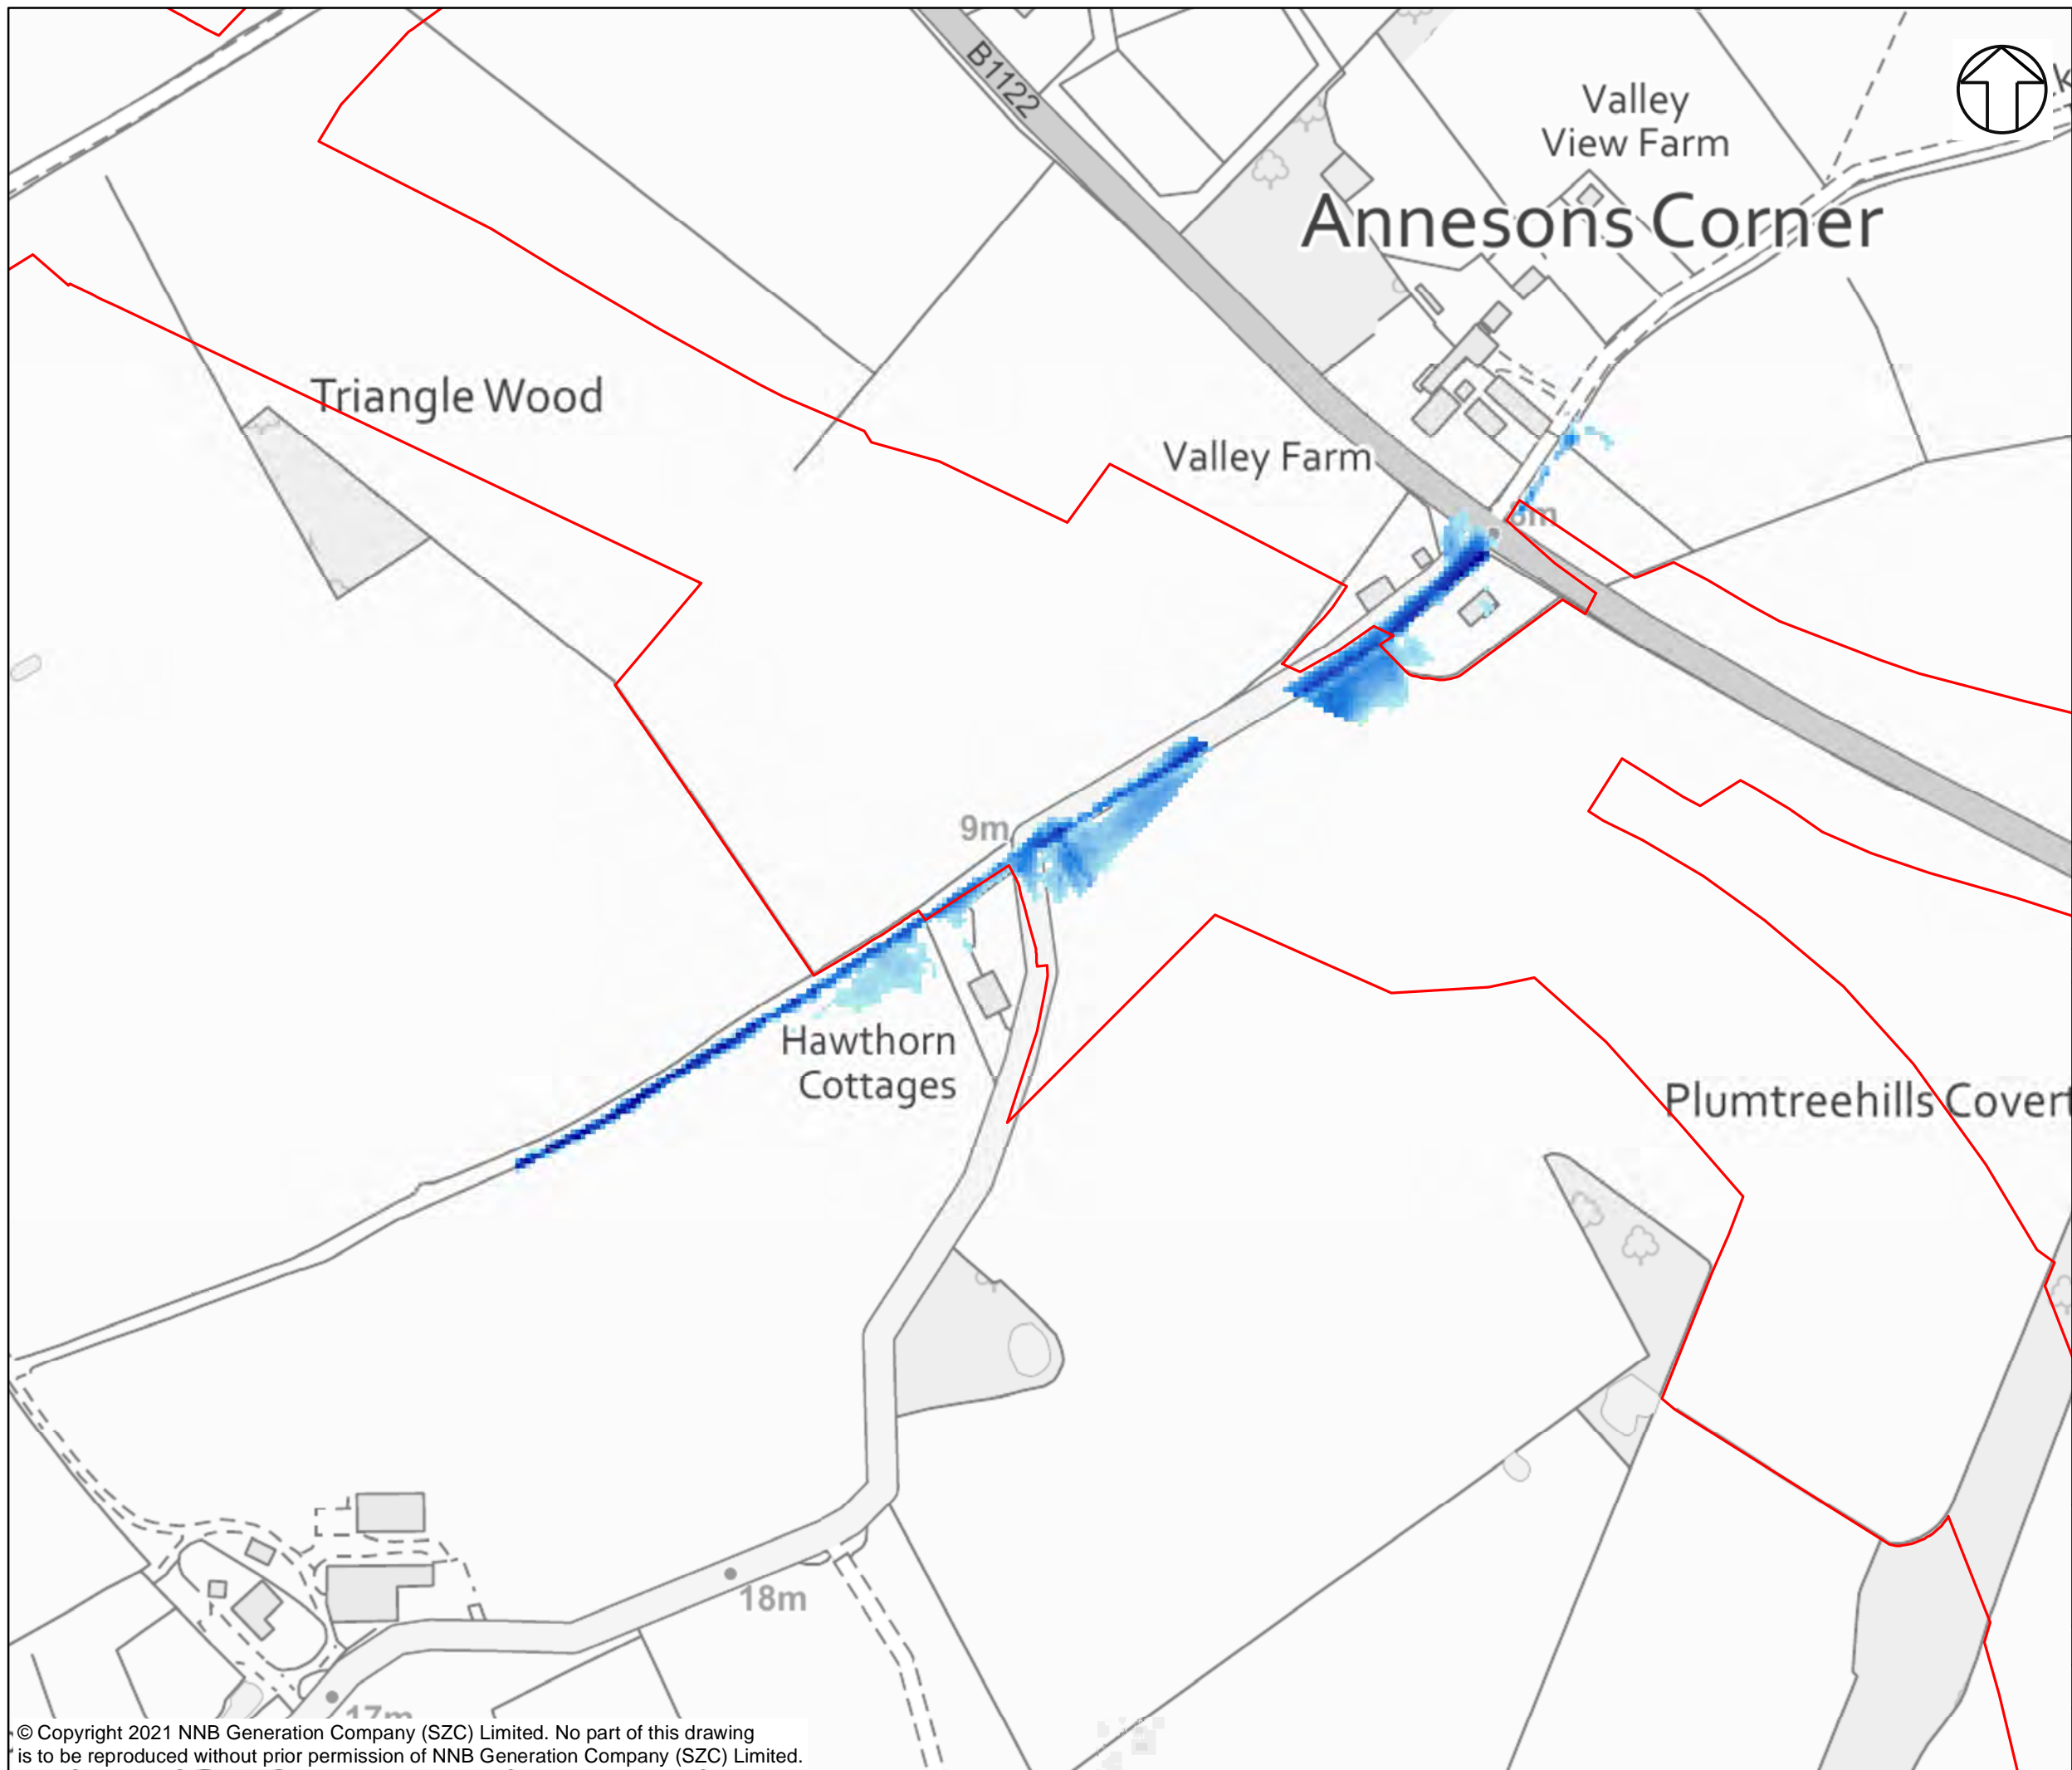 B1122
Valley
View Farm
Annesons Corner
Triangle Wood
Valley Farm
9m
Hawthorn
Cottages
Plumtreehills Covert
18m
17m
© Copyright 2021 NNB Generation Company (SZC) Limited. No part of this drawing
is to be reproduced without prior permission of NNB Generation Company (SZC) Limited.